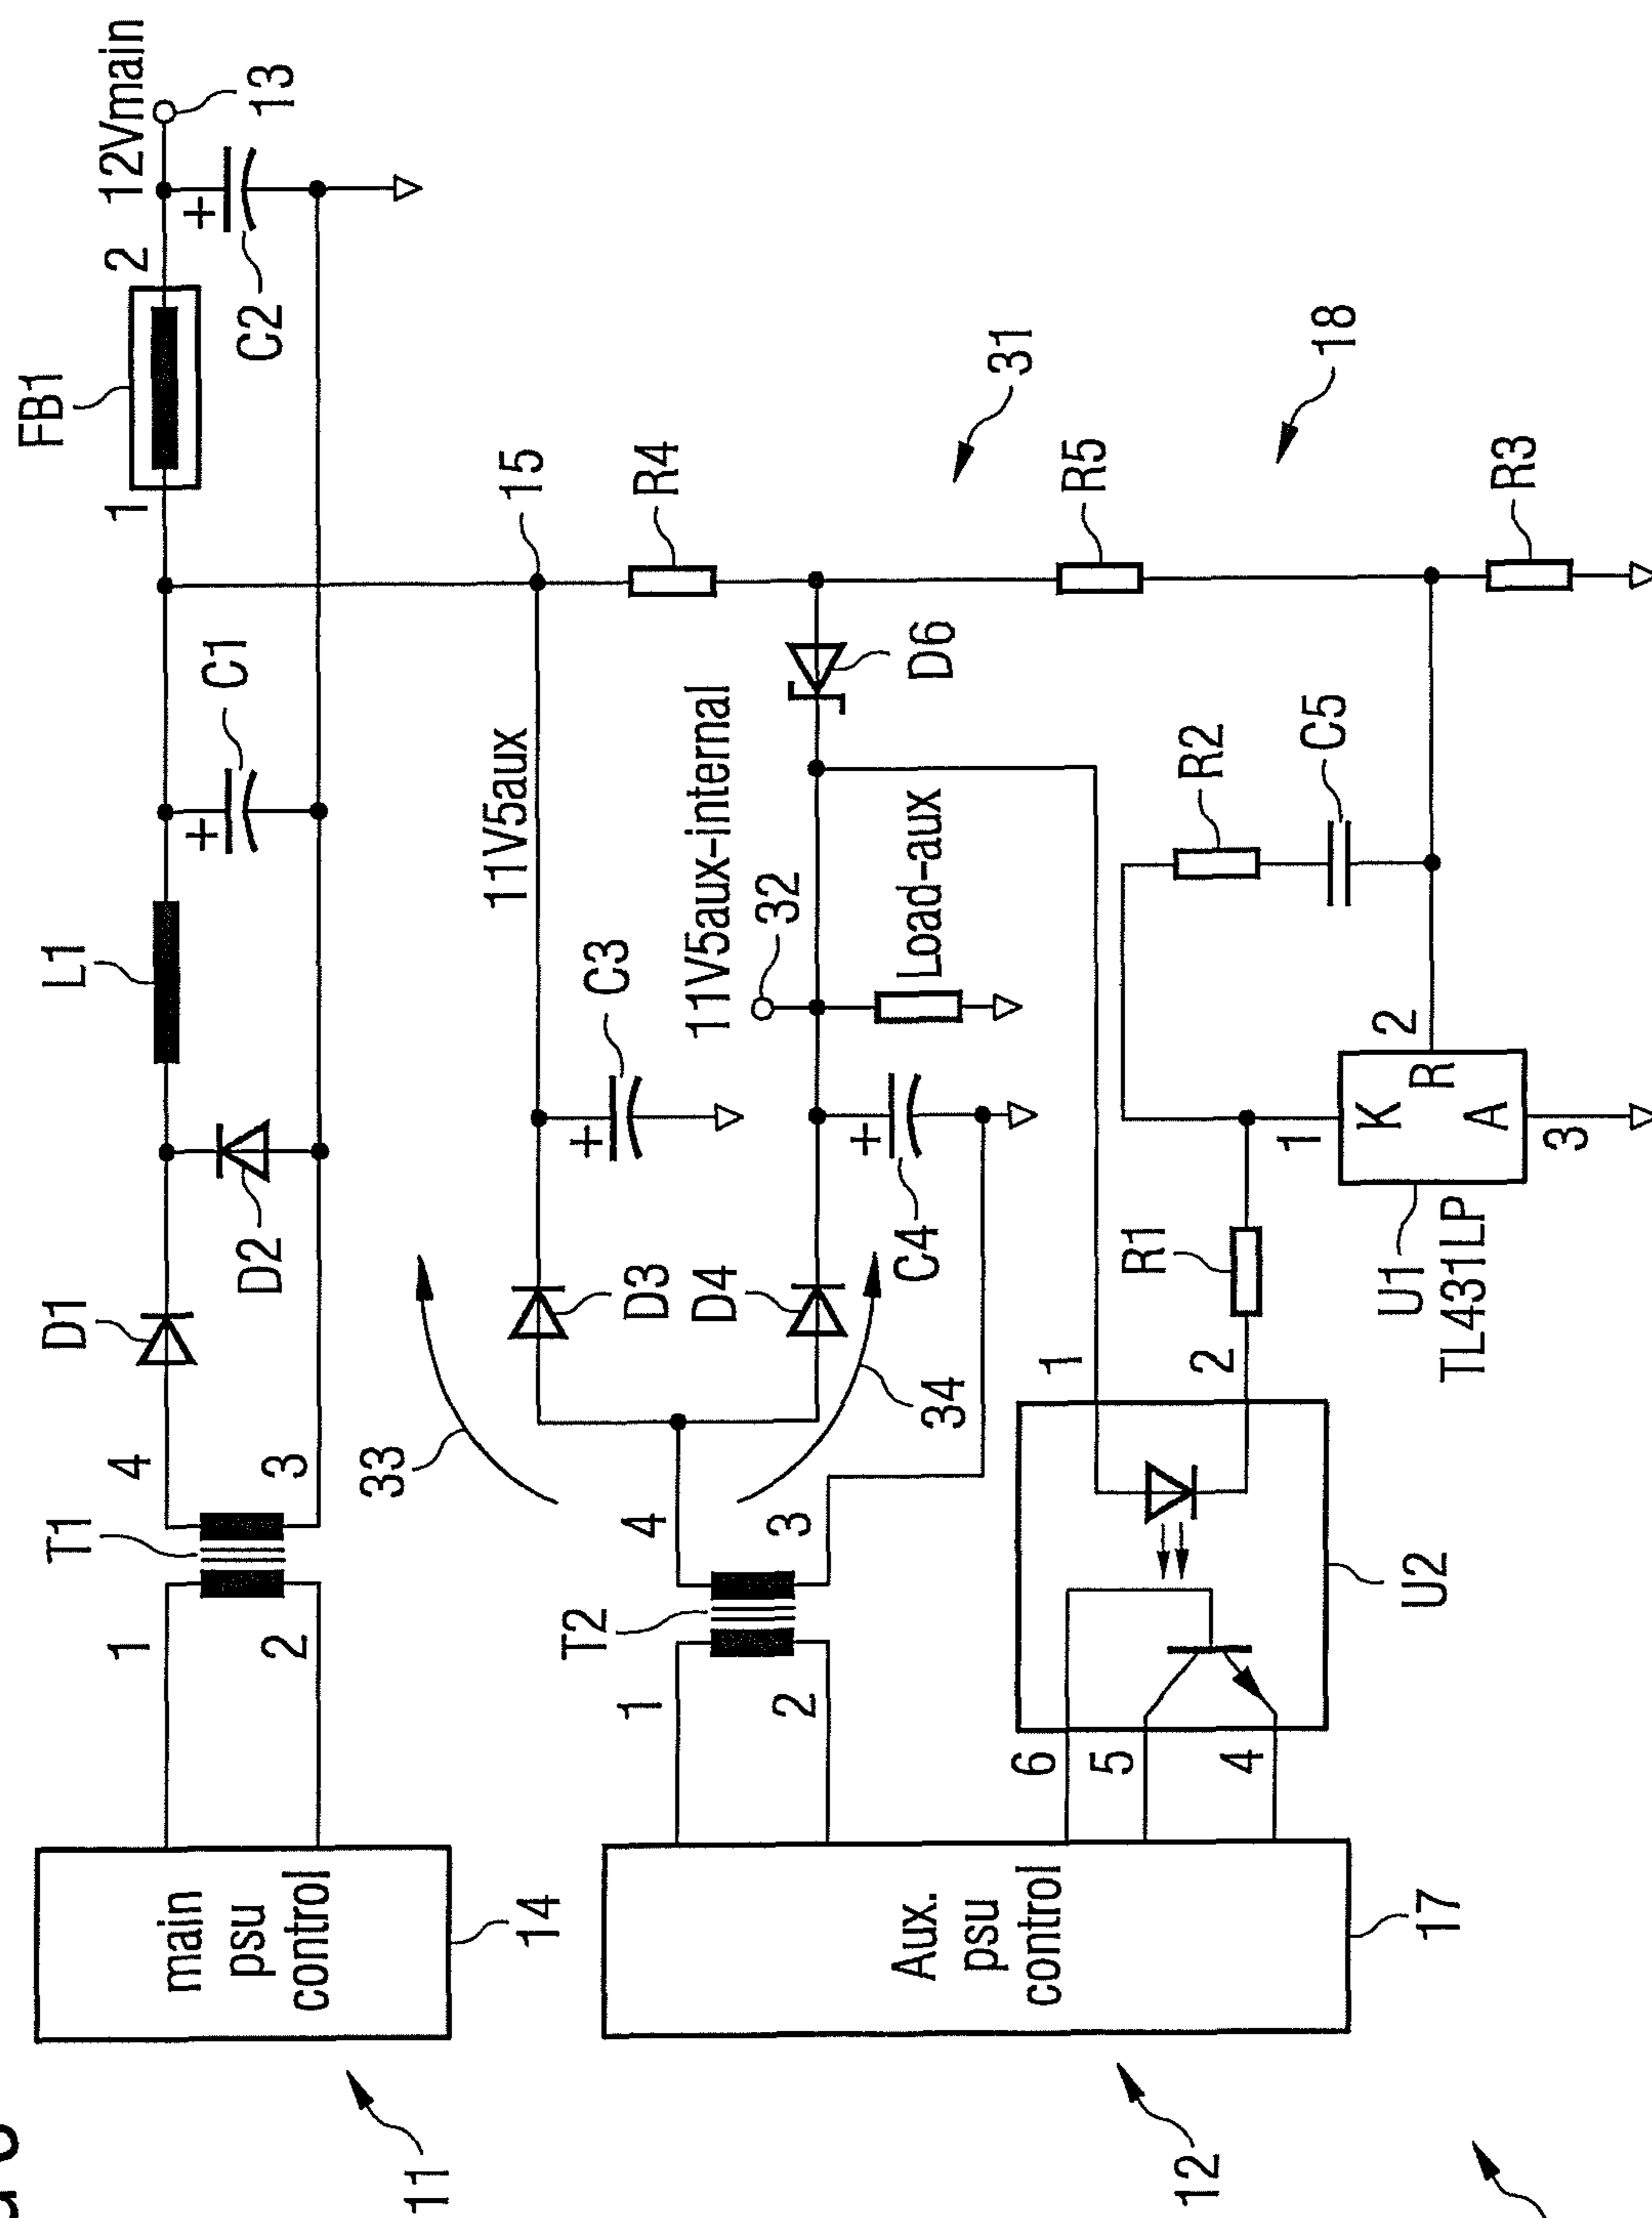 12Vmain
13
2
C2
FB1
1
15
R4
31
R5
18
R3
C1
L1
11V5aux
11V5aux-internal
32
C3
D6
Load-aux
R2
C5
2
R
K
A
1
3
U1
TL431LP
D1
D2
D3
D4
C4
R1
1
2
33
34
4
3
T1
1
2
4
3
T2
1
2
U2
6
5
4
main
psu
control
14
Aux.
psu
control
17
11
12